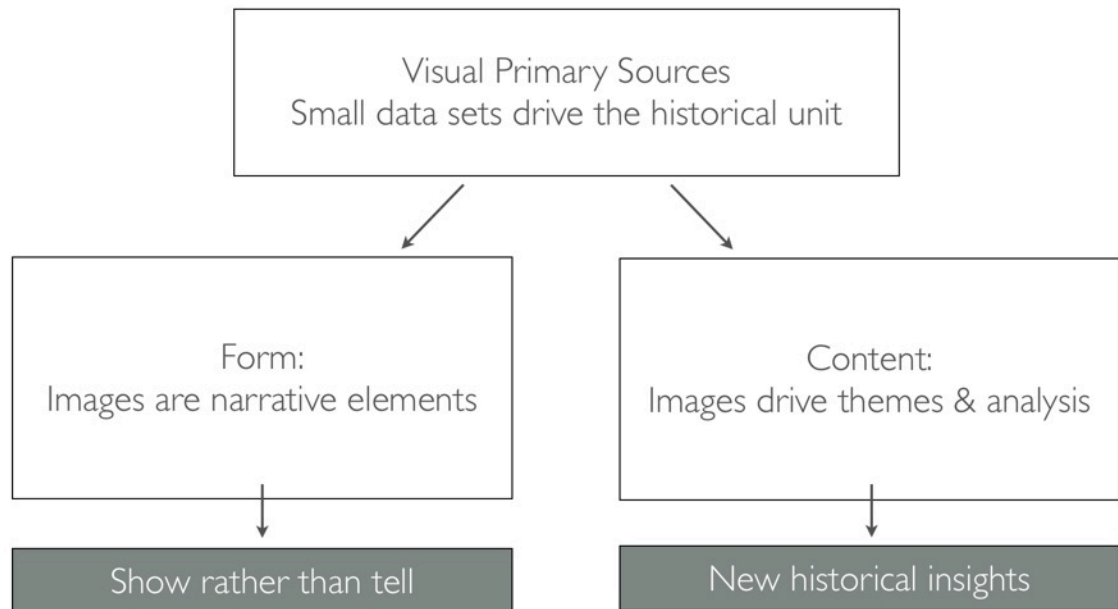 Visual Primary Sources
Small data sets drive the historical unit
Form:
Images are narrative elements
Content:
Images drive themes & analysis
Show rather than tell
New historical insights